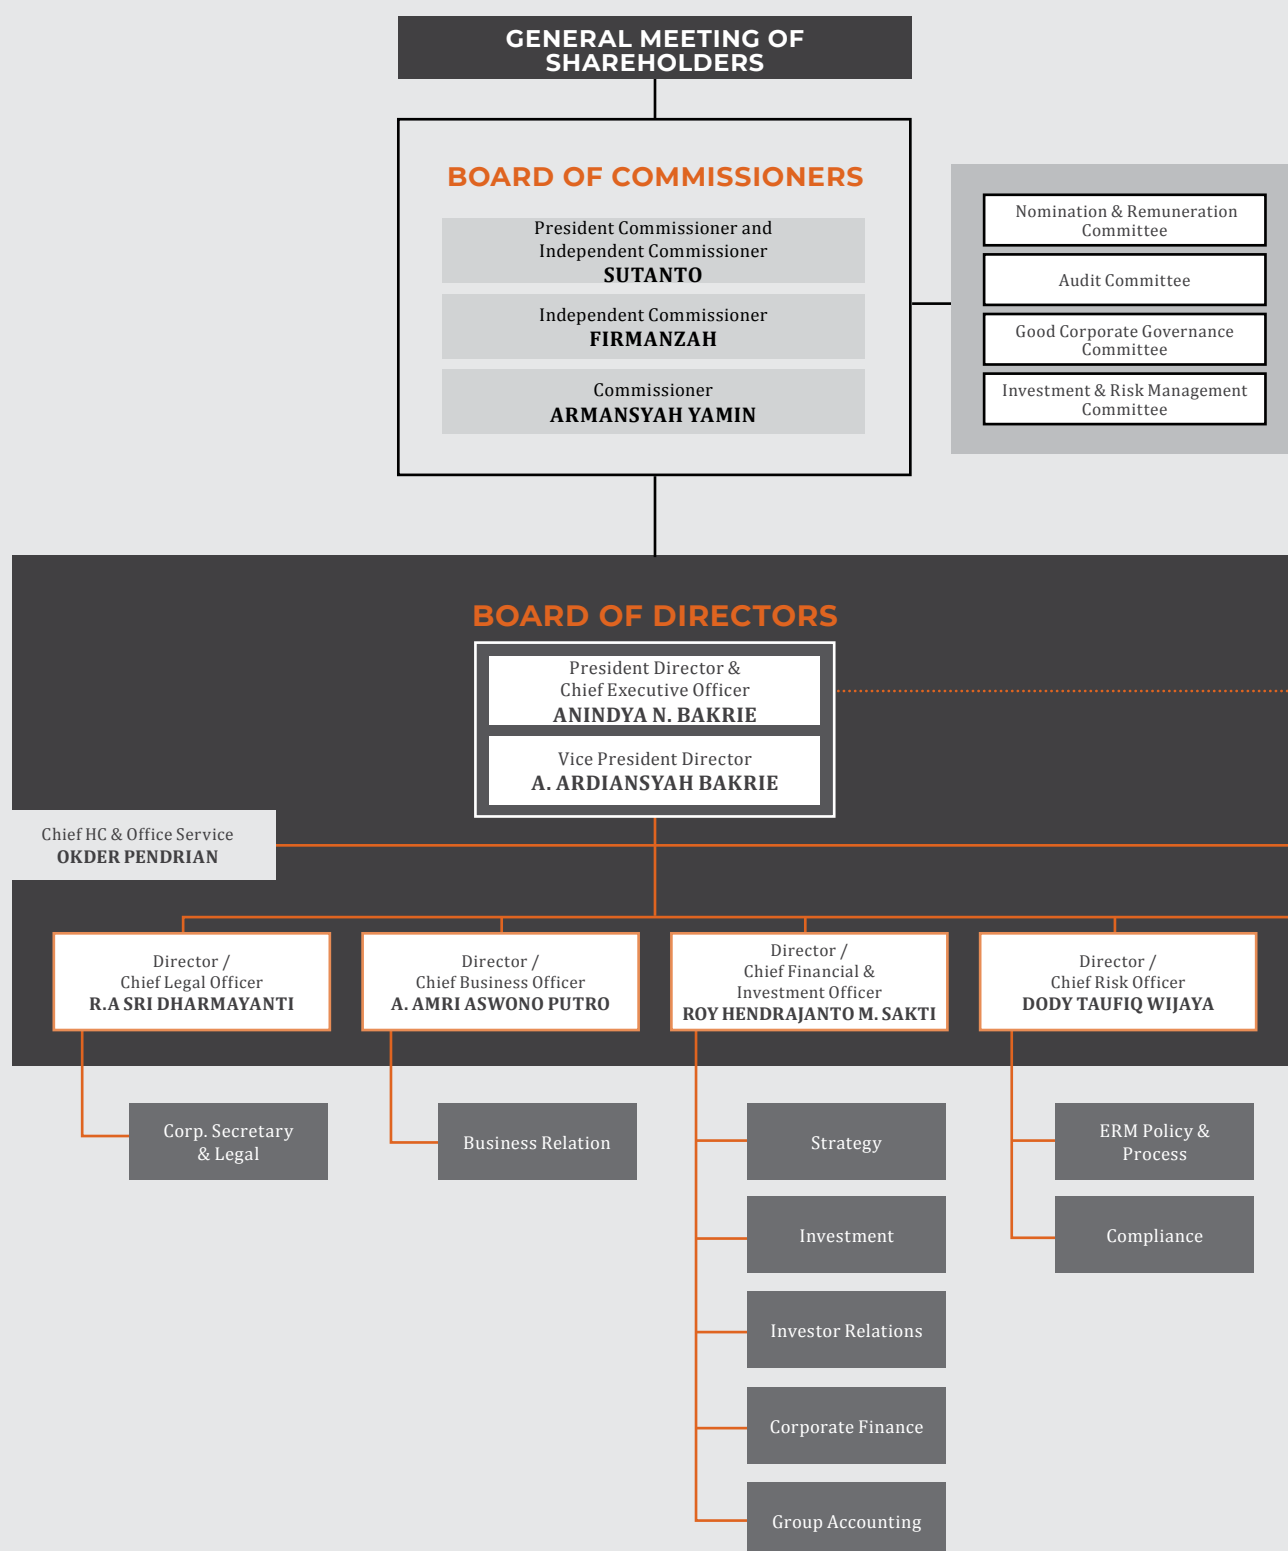 GENERAL MEETING OF
SHAREHOLDERS
BOARD OF COMMISSIONERS
President Commissioner and
Independent Commissioner
SUTANTO
Independent Commissioner
FIRMANZAH
Commissioner
ARMANSYAH YAMIN
Nomination & Remuneration
Committee
Audit Committee
Good Corporate Governance
Committee
Investment & Risk Management
Committee
BOARD OF DIRECTORS
President Director &
Chief Executive Officer
ANINDYA N. BAKRIE
Vice President Director
A. ARDIANSYAH BAKRIE
Chief HC & Office Service
OKDER PENDRIAN
Director /
Chief Legal Officer
R.A SRI DHARMAYANTI
Director /
Chief Business Officer
A. AMRI ASWONO PUTRO
Director /
Chief Financial &
Investment Officer
ROY HENDRAJANTO M. SAKTI
Director /
Chief Risk Officer
DODY TAUFIQ WIJAYA
Corp. Secretary
& Legal
Business Relation
Strategy
Investment
Investor Relations
Corporate Finance
Group Accounting
ERM Policy &
Process
Compliance